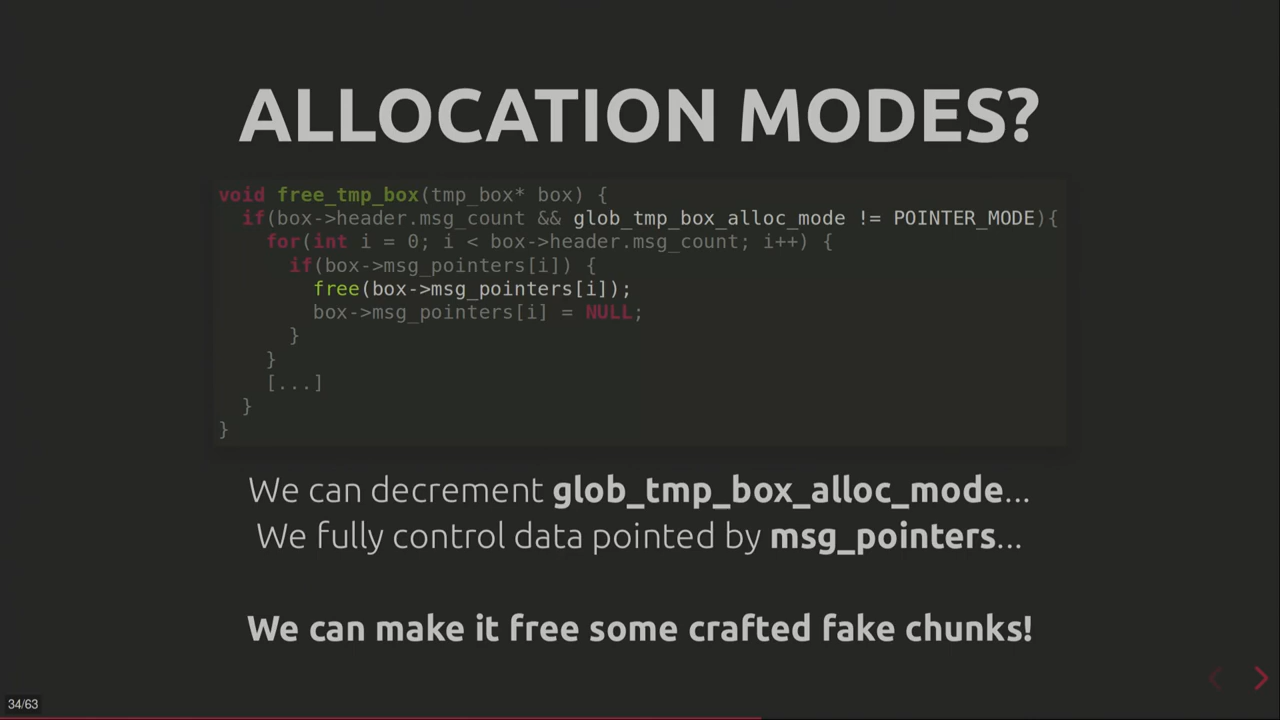 ALLOCATION MODES?
void free_tmp_box(tmp_box* box) {
  if(box->header.msg_count && glob_tmp_box_alloc_mode != POINTER_MODE){
    for(int i = 0; i < box->header.msg_count; i++) {
      if(box->msg_pointers[i]) {
        free(box->msg_pointers[i]);
        box->msg_pointers[i] = NULL;
      }
    }
    [...]
  }
}
We can decrement glob_tmp_box_alloc_mode...
We fully control data pointed by msg_pointers...
We can make it free some crafted fake chunks!
34/63